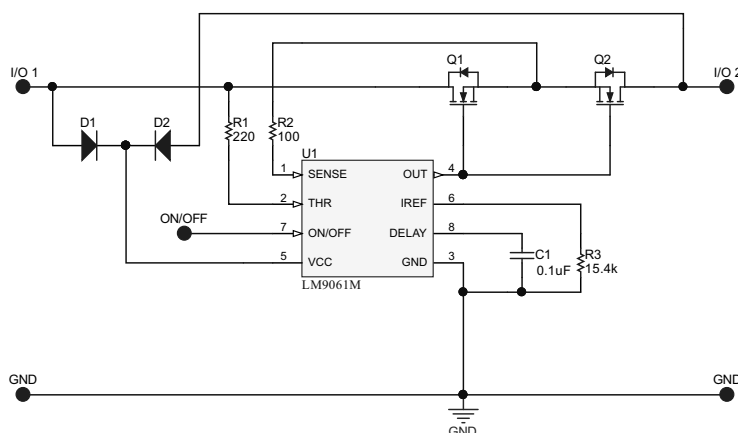 Q1
Q2
I/O 1
I/O 2
D1
D2
R1
220
R2
100
U1
1
SENSE
OUT
4
2
THR
IREF
6
ON/OFF
7
ON/OFF
DELAY
8
5
VCC
GND
3
LM9061M
C1
0.1uF
R3
15.4k
GND
GND
GND